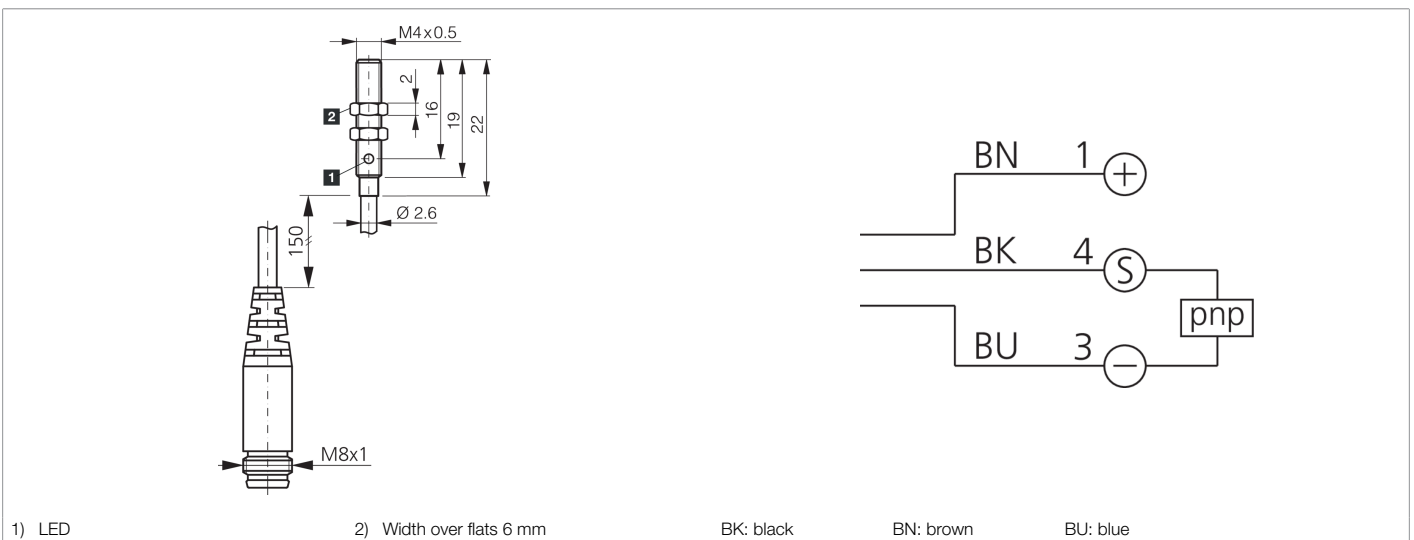 M4x0.5
2
16
19
22
2
1
Ø 2.6
150
M8x1
BN 1
+
BK 4
S
pnp
BU 3
−
1) LED 2) Width over flats 6 mm BK: black BN: brown BU: blue